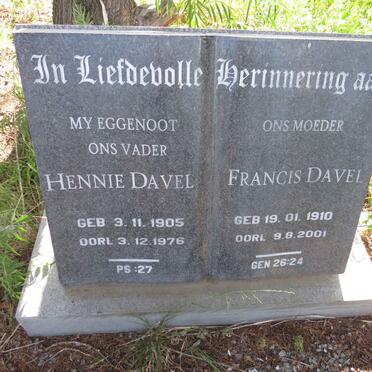 In Liefdevolle Herinnering aa
MY EGGENOOT
ONS VADER
HENNIE DAVEL
GEB 3.11.1905
OORL 3.12.1976
PS :27
ONS MOEDER
FRANCIS DAVEL
GEB 19.01.1910
OORL 9.8.2001
GEN 26:24